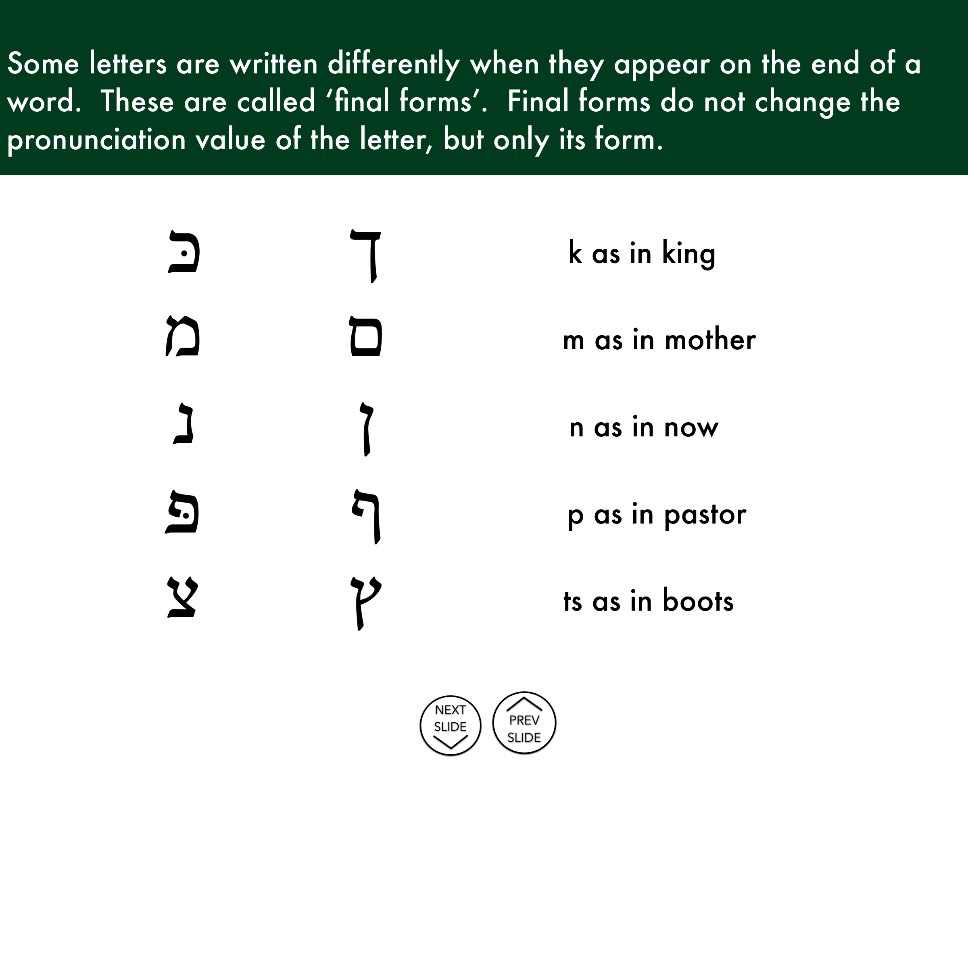 Some letters are written differently when they appear on the end of a
word.  These are called ‘final forms’.  Final forms do not change the
pronunciation value of the letter, but only its form.
כּ ך k as in king
מ ם m as in mother
נ ן n as in now
פּ ף p as in pastor
צ ץ ts as in boots
NEXT
SLIDE
PREV
SLIDE